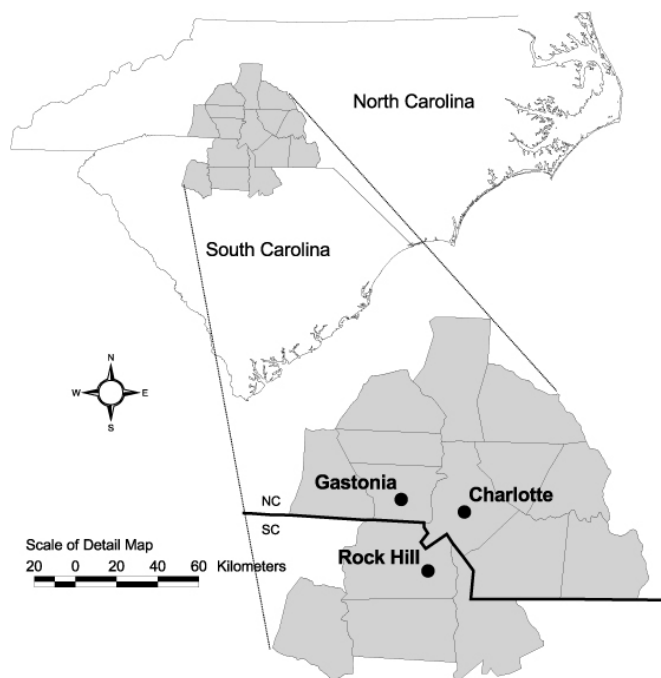 North Carolina
South Carolina
N
W E
S
Gastonia
Charlotte
NC
SC
Rock Hill
Scale of Detail Map
20 0 20 40 60 Kilometers